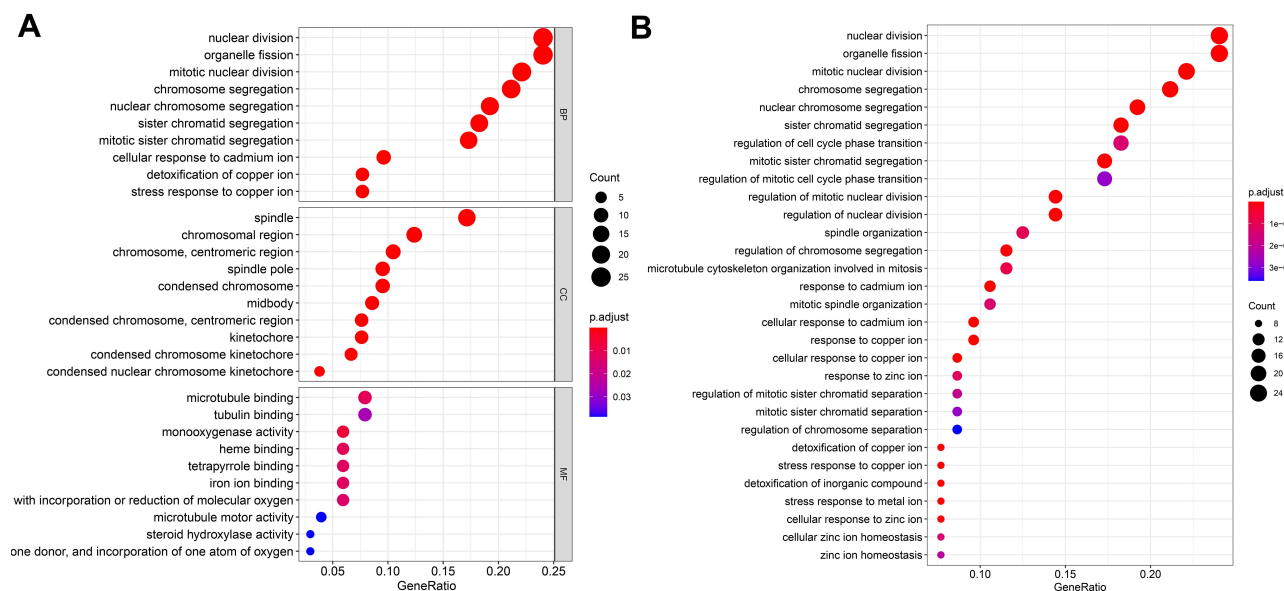 A
nuclear division
organelle fission
mitotic nuclear division
chromosome segregation
nuclear chromosome segregation
sister chromatid segregation
mitotic sister chromatid segregation
cellular response to cadmium ion
detoxification of copper ion
stress response to copper ion
BP
spindle
chromosomal region
chromosome, centromeric region
spindle pole
condensed chromosome
midbody
condensed chromosome, centromeric region
kinetochore
condensed chromosome kinetochore
condensed nuclear chromosome kinetochore
CC
microtubule binding
tubulin binding
monooxygenase activity
heme binding
tetrapyrrole binding
iron ion binding
with incorporation or reduction of molecular oxygen
microtubule motor activity
steroid hydroxylase activity
one donor, and incorporation of one atom of oxygen
MF
0.05 0.10 0.15 0.20 0.25
GeneRatio
Count
5
10
15
20
25
p.adjust
0.01
0.02
0.03
B
nuclear division
organelle fission
mitotic nuclear division
chromosome segregation
nuclear chromosome segregation
sister chromatid segregation
regulation of cell cycle phase transition
mitotic sister chromatid segregation
regulation of mitotic cell cycle phase transition
regulation of mitotic nuclear division
regulation of nuclear division
spindle organization
regulation of chromosome segregation
microtubule cytoskeleton organization involved in mitosis
response to cadmium ion
mitotic spindle organization
cellular response to cadmium ion
response to copper ion
cellular response to copper ion
response to zinc ion
regulation of mitotic sister chromatid separation
mitotic sister chromatid separation
regulation of chromosome separation
detoxification of copper ion
stress response to copper ion
detoxification of inorganic compound
stress response to metal ion
cellular response to zinc ion
cellular zinc ion homeostasis
zinc ion homeostasis
0.10 0.15 0.20
GeneRatio
p.adjust
1e-
2e-
3e-
Count
8
12
16
20
24